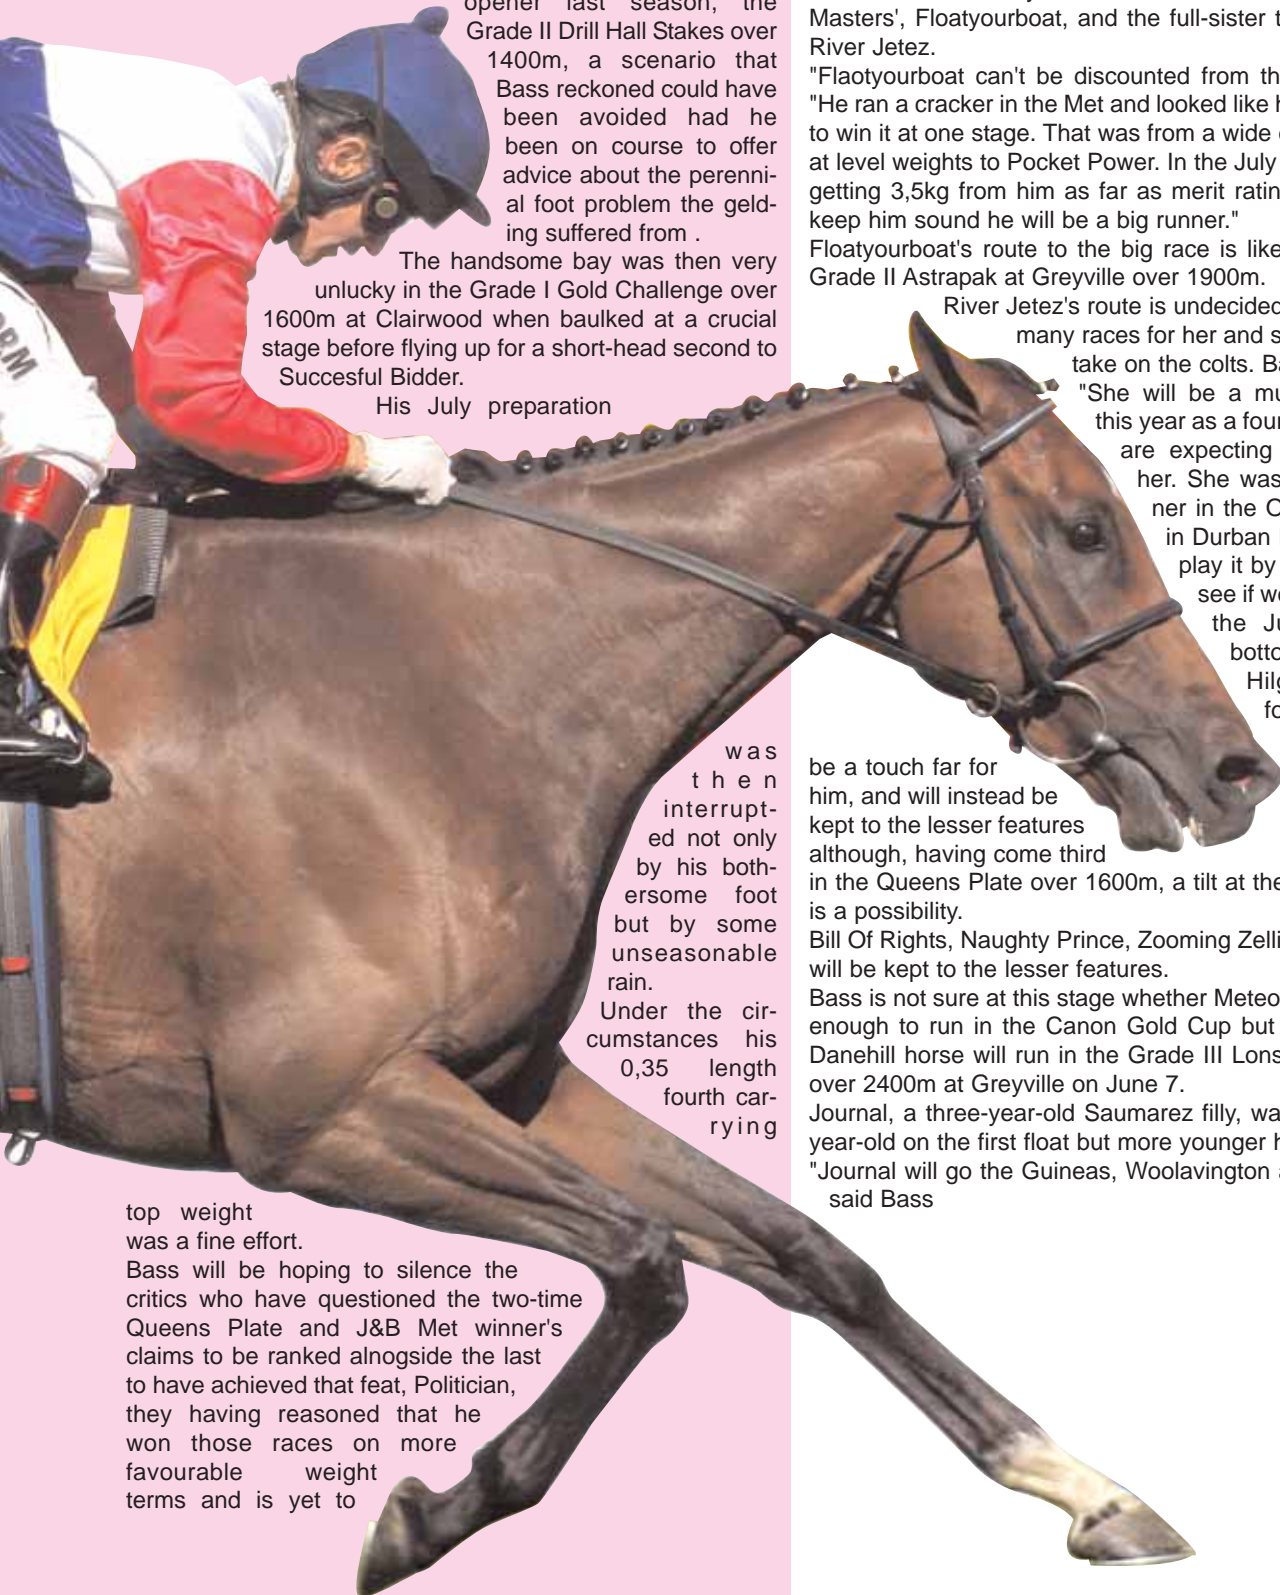 opener last season, the
Grade II Drill Hall Stakes over
1400m, a scenario that
Bass reckoned could have
been avoided had he
been on course to offer
advice about the perenni-
al foot problem the geld-
ing suffered from .
The handsome bay was then very
unlucky in the Grade I Gold Challenge over
1600m at Clairwood when baulked at a crucial
stage before flying up for a short-head second to
Succesful Bidder.
His July preparation
was
then
interrupt-
ed not only
by his both-
ersome foot
but by some
unseasonable
rain.
Under the cir-
cumstances his
0,35 length
fourth car-
rying
top weight
was a fine effort.
Bass will be hoping to silence the
critics who have questioned the two-time
Queens Plate and J&B Met winner's
claims to be ranked alnogside the last
to have achieved that feat, Politician,
they having reasoned that he
won those races on more
favourable weight
terms and is yet to
Masters', Floatyourboat, and the full-sister
River Jetez.
"Flaotyourboat can't be discounted from
"He ran a cracker in the Met and looked like
to win it at one stage. That was from a wide
at level weights to Pocket Power. In the July
getting 3,5kg from him as far as merit
keep him sound he will be a big runner."
Floatyourboat's route to the big race is
Grade II Astrapak at Greyville over 1900m.
River Jetez's route is undecided
many races for her and
take on the colts.
"She will be a
this year as a
are expecting
her. She was
ner in the
in Durban
play it by
see if
the
be a touch far for
him, and will instead be
kept to the lesser features
although, having come third
in the Queens Plate over 1600m, a tilt at the
is a possibility.
Bill Of Rights, Naughty Prince, Zooming
will be kept to the lesser features.
Bass is not sure at this stage whether
enough to run in the Canon Gold Cup but
Danehill horse will run in the Grade III
over 2400m at Greyville on June 7.
Journal, a three-year-old Saumarez filly,
year-old on the first float but more younger
"Journal will go the Guineas, Woolavington
said Bass